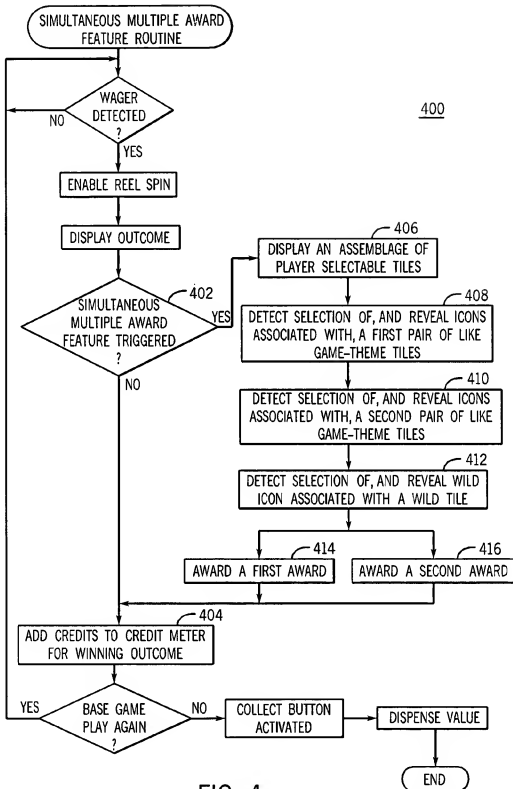 SIMULTANEOUS MULTIPLE AWARD
FEATURE ROUTINE
WAGER
DETECTED
?
NO
YES
400
ENABLE REEL SPIN
DISPLAY OUTCOME
402
SIMULTANEOUS
MULTIPLE AWARD
FEATURE TRIGGERED
?
YES
NO
406
DISPLAY AN ASSEMBLAGE OF
PLAYER SELECTABLE TILES
408
DETECT SELECTION OF, AND REVEAL ICONS
ASSOCIATED WITH, A FIRST PAIR OF LIKE
GAME-THEME TILES
410
DETECT SELECTION OF, AND REVEAL ICONS
ASSOCIATED WITH, A SECOND PAIR OF LIKE
GAME-THEME TILES
412
DETECT SELECTION OF, AND REVEAL WILD
ICON ASSOCIATED WITH A WILD TILE
414
AWARD A FIRST AWARD
416
AWARD A SECOND AWARD
404
ADD CREDITS TO CREDIT METER
FOR WINNING OUTCOME
YES
BASE GAME
PLAY AGAIN
?
NO
COLLECT BUTTON
ACTIVATED
DISPENSE VALUE
END
FIG. 4